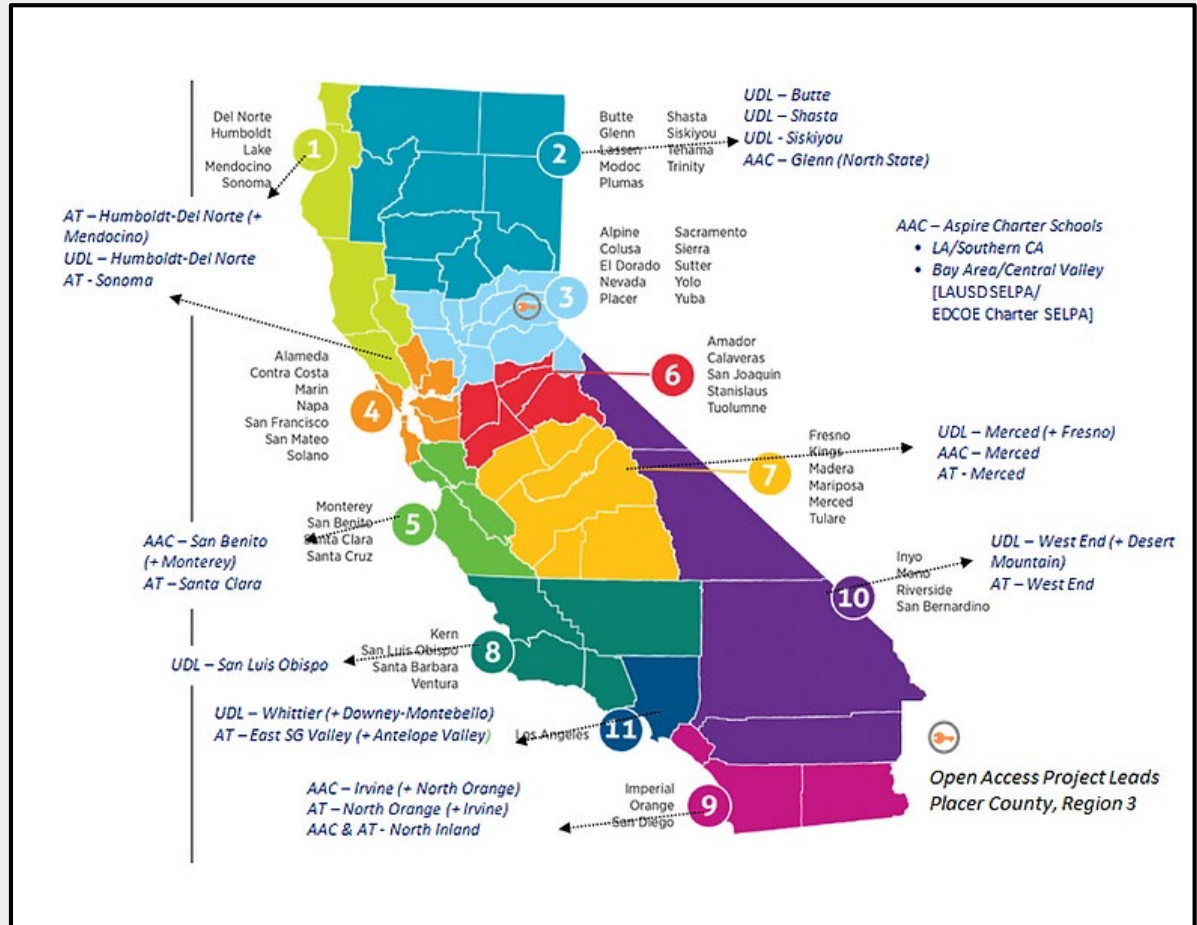 Del Norte
Humboldt
Lake
Mendocino
Sonoma
1
AT – Humboldt-Del Norte (+
Mendocino)
UDL – Humboldt-Del Norte
AT - Sonoma
2
Butte Shasta
Glenn Siskiyou
Lassen Tehama
Modoc Trinity
Plumas
UDL – Butte
UDL – Shasta
UDL - Siskiyou
AAC – Glenn (North State)
Alpine Sacramento
Colusa Sierra
El Dorado Sutter
Nevada Yolo
Placer Yuba
3
AAC – Aspire Charter Schools
• LA/Southern CA
• Bay Area/Central Valley
[LAUSD SELPA/
EDCOE Charter SELPA]
Alameda
Contra Costa
Marin
Napa
San Francisco
San Mateo
Solano
4
6
Amador
Calaveras
San Joaquin
Stanislaus
Tuolumne
7
Fresno
Kings
Madera
Mariposa
Merced
Tulare
UDL – Merced (+ Fresno)
AAC – Merced
AT - Merced
Monterey
San Benito
Santa Clara
Santa Cruz
5
AAC – San Benito
(+ Monterey)
AT – Santa Clara
10
Inyo
Mono
Riverside
San Bernardino
UDL – West End (+ Desert
Mountain)
AT – West End
Kern
San Luis Obispo
Santa Barbara
Ventura
8
UDL – San Luis Obispo
UDL – Whittier (+ Downey-Montebello)
AT – East SG Valley (+ Antelope Valley)
Los Angeles
11
AAC – Irvine (+ North Orange)
AT – North Orange (+ Irvine)
AAC & AT - North Inland
Imperial
Orange
San Diego
9
Open Access Project Leads
Placer County, Region 3